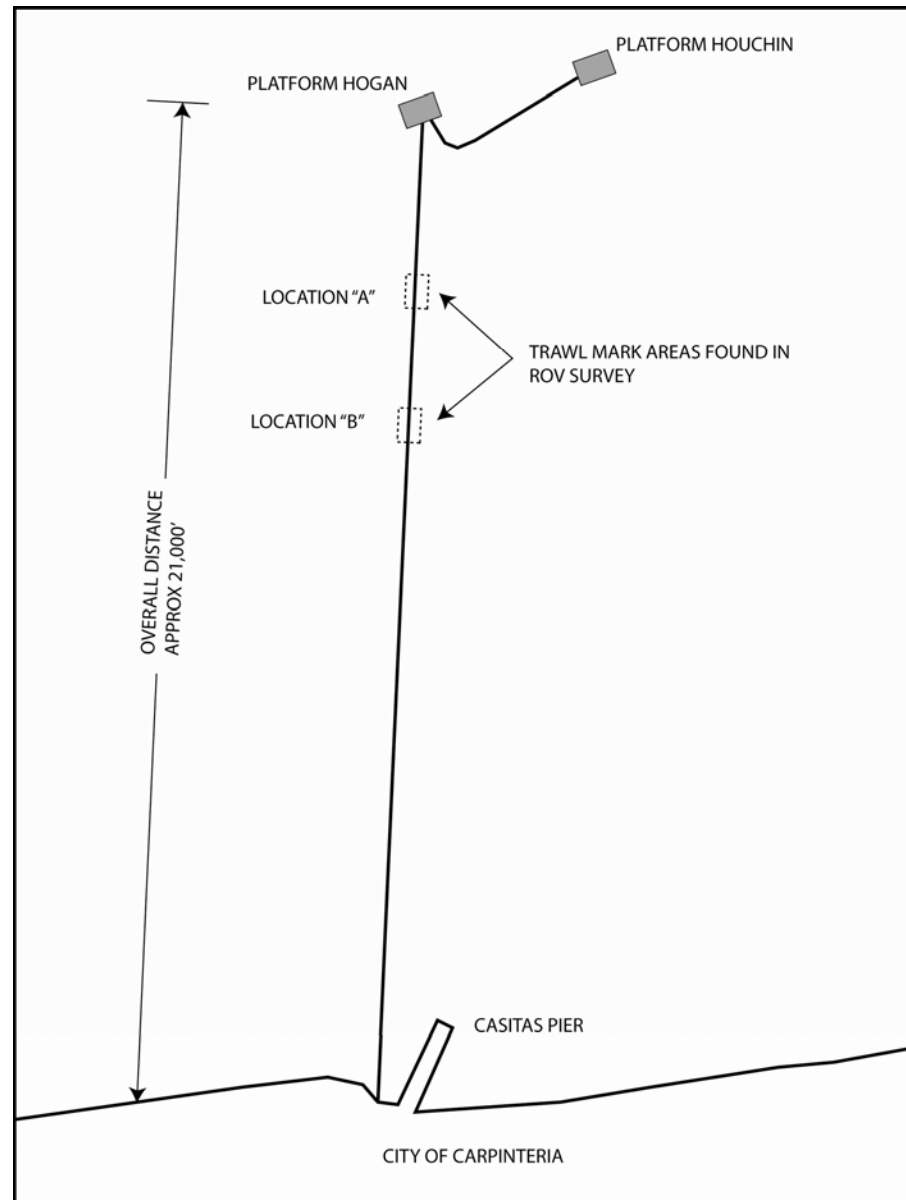 PLATFORM HOUCHIN
PLATFORM HOGAN
LOCATION "A"
TRAWL MARK AREAS FOUND IN
ROV SURVEY
LOCATION "B"
OVERALL DISTANCE
APPROX 21,000'
CASITAS PIER
CITY OF CARPINTERIA